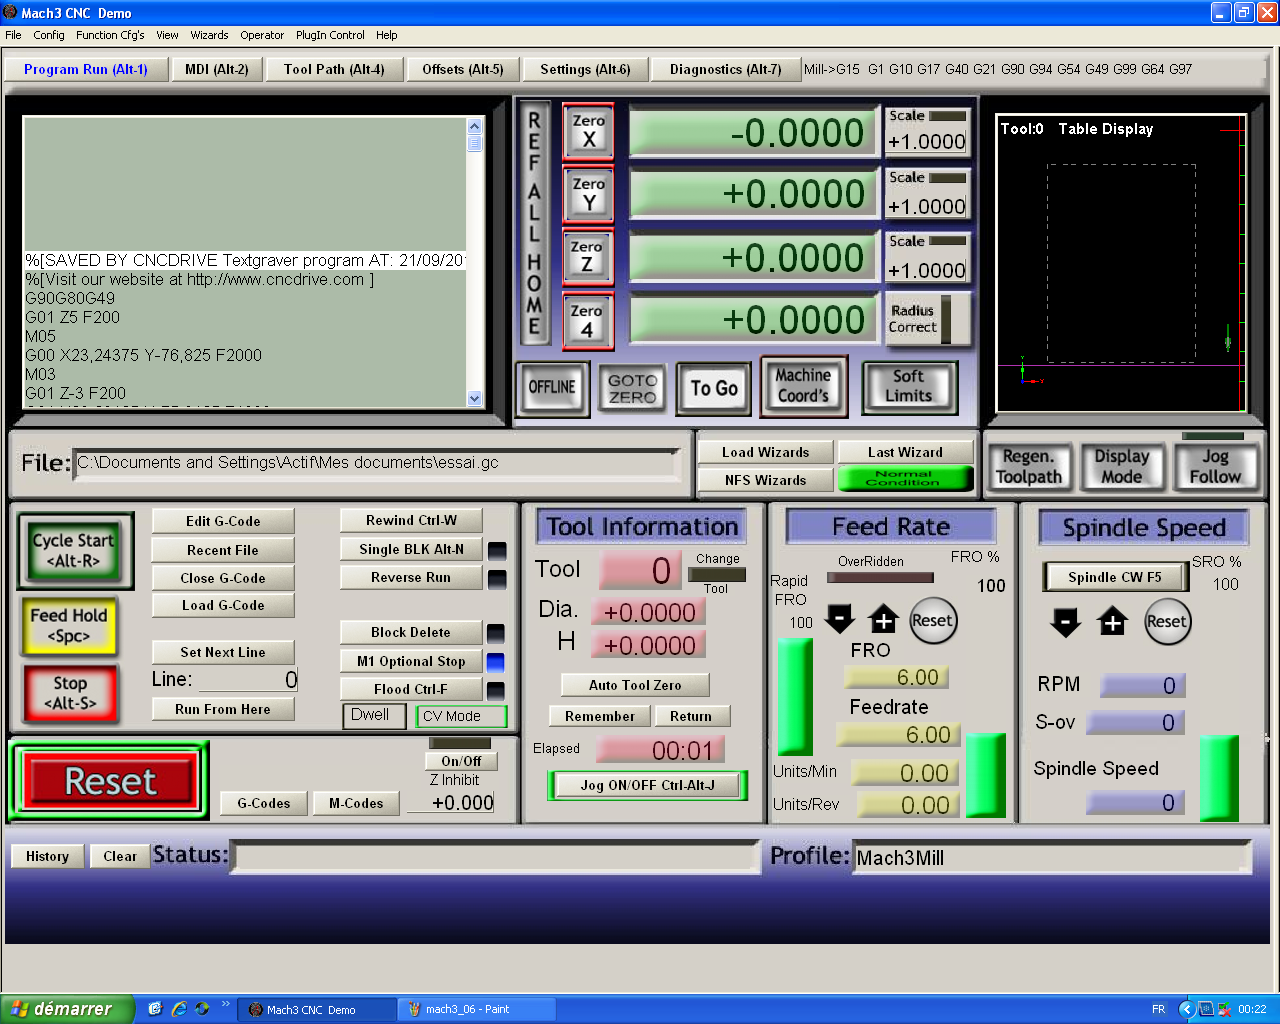 Mach3 CNC  Demo
File Config Function Cfg's View Wizards Operator PlugIn Control Help
Program Run (Alt-1) MDI (Alt-2) Tool Path (Alt-4) Offsets (Alt-5) Settings (Alt-6) Diagnostics (Alt-7) Mill->G15  G1 G10 G17 G40 G21 G90 G94 G54 G49 G99 G64 G97
%[SAVED BY CNCDRIVE Textgraver program AT: 21/09/20
%[Visit our website at http://www.cncdrive.com ]
G90G80G49
G01 Z5 F200
M05
G00 X23,24375 Y-76,825 F2000
M03
G01 Z-3 F200
REF ALL HOME
Zero X -0.0000 Scale +1.0000
Zero Y +0.0000 Scale +1.0000
Zero Z +0.0000 Scale +1.0000
Zero 4 +0.0000 Radius Correct
OFFLINE GOTO ZERO To Go Machine Coord's Soft Limits
Tool:0 Table Display
File: C:\Documents and Settings\Actif\Mes documents\essai.gc
Load Wizards Last Wizard
NFS Wizards Normal Condition
Regen. Toolpath Display Mode Jog Follow
Cycle Start <Alt-R>
Feed Hold <Spc>
Stop <Alt-S>
Edit G-Code
Recent File
Close G-Code
Load G-Code
Set Next Line
Line: 0
Run From Here
Rewind Ctrl-W
Single BLK Alt-N
Reverse Run
Block Delete
M1 Optional Stop
Flood Ctrl-F
Dwell CV Mode
Reset
G-Codes M-Codes
On/Off
Z Inhibit
+0.000
Tool Information
Tool 0 Change Tool
Dia. +0.0000
H +0.0000
Auto Tool Zero
Remember Return
Elapsed 00:01
Jog ON/OFF Ctrl-Alt-J
Feed Rate
OverRidden FRO %
100
Rapid FRO
100
Reset
FRO
6.00
Feedrate
6.00
Units/Min 0.00
Units/Rev 0.00
Spindle Speed
Spindle CW F5 SRO %
100
Reset
RPM 0
S-ov 0
Spindle Speed
0
History Clear Status: Profile: Mach3Mill
démarrer Mach3 CNC  Demo mach3_06 - Paint FR 00:22